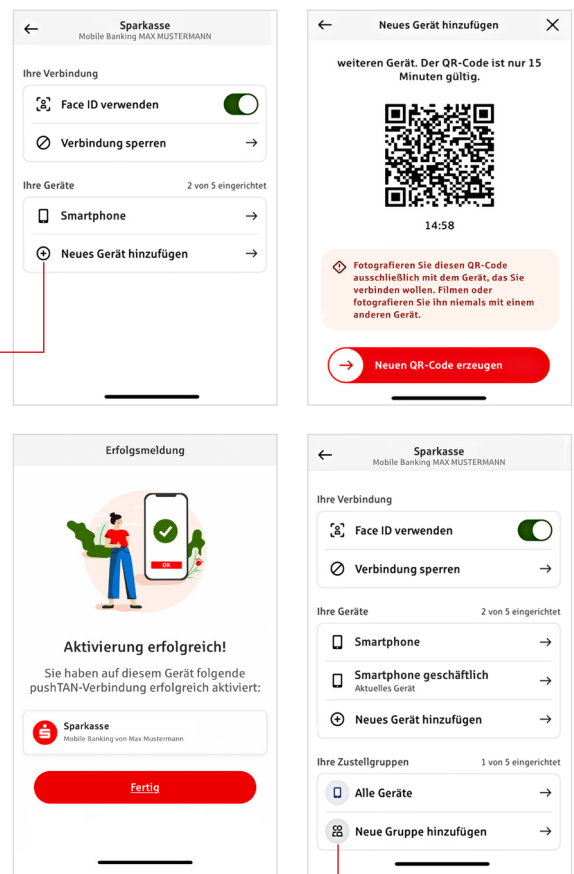 Sparkasse
Mobile Banking MAX MUSTERMANN
Ihre Verbindung
Face ID verwenden
Verbindung sperren
Ihre Geräte 2 von 5 eingerichtet
Smartphone
Neues Gerät hinzufügen
Neues Gerät hinzufügen
weiteren Gerät. Der QR-Code ist nur 15
Minuten gültig.
14:58
Fotografieren Sie diesen QR-Code
ausschließlich mit dem Gerät, das Sie
verbinden wollen. Filmen oder
fotografieren Sie ihn niemals mit einem
anderen Gerät.
Neuen QR-Code erzeugen
Erfolgsmeldung
OK
Aktivierung erfolgreich!
Sie haben auf diesem Gerät folgende
pushTAN-Verbindung erfolgreich aktiviert:
Sparkasse
Mobile Banking von Max Mustermann
Fertig
Sparkasse
Mobile Banking MAX MUSTERMANN
Ihre Verbindung
Face ID verwenden
Verbindung sperren
Ihre Geräte 2 von 5 eingerichtet
Smartphone
Smartphone geschäftlich
Aktuelles Gerät
Neues Gerät hinzufügen
Ihre Zustellgruppen 1 von 5 eingerichtet
Alle Geräte
Neue Gruppe hinzufügen